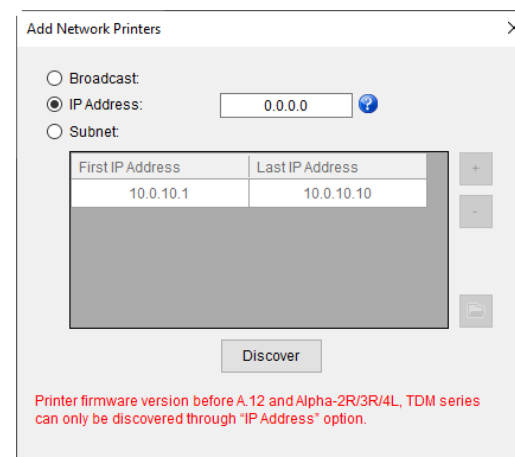 Add Network Printers
Broadcast:
IP Address: 0.0.0.0 ?
Subnet:
First IP Address Last IP Address +
10.0.10.1 10.0.10.10
-
Discover
Printer firmware version before A.12 and Alpha-2R/3R/4L, TDM series
can only be discovered through "IP Address" option.